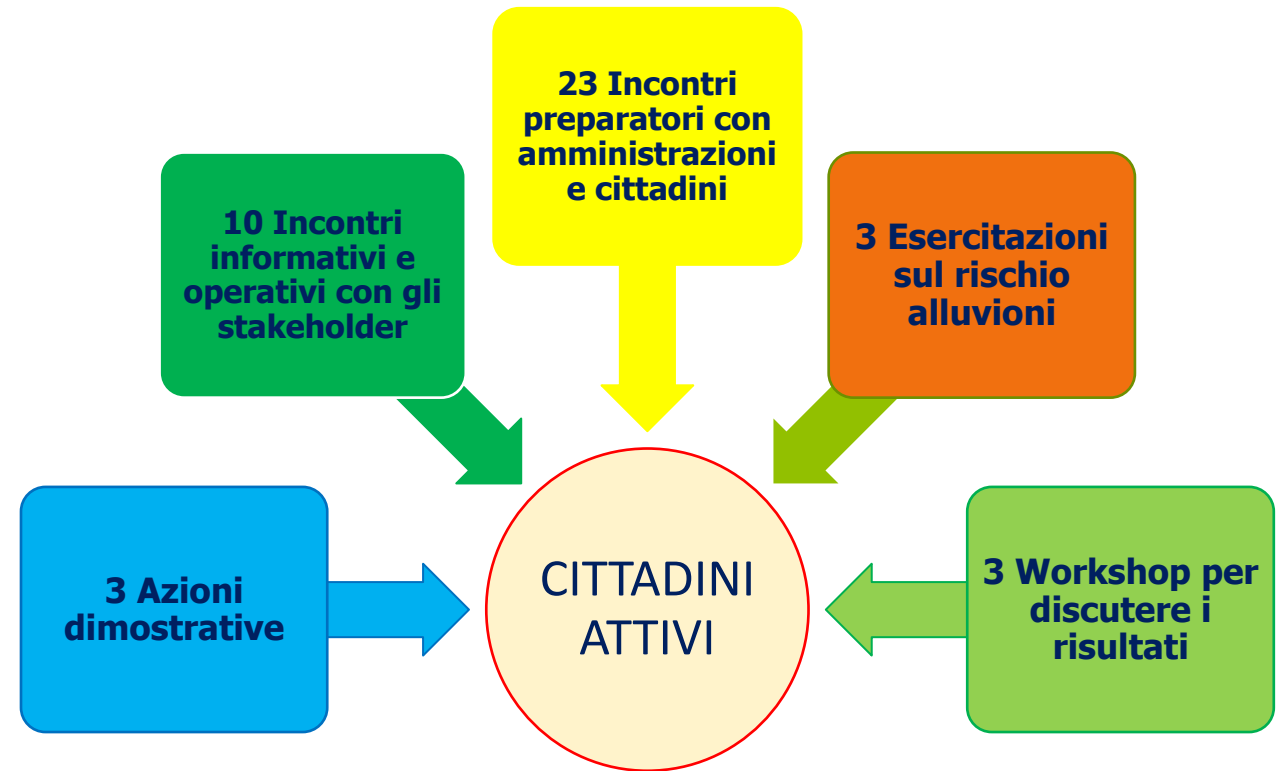 23 Incontri
preparatori con
amministrazioni
e cittadini
10 Incontri
informativi e
operativi con gli
stakeholder
3 Esercitazioni
sul rischio
alluvioni
3 Azioni
dimostrative
CITTADINI
ATTIVI
3 Workshop per
discutere i
risultati